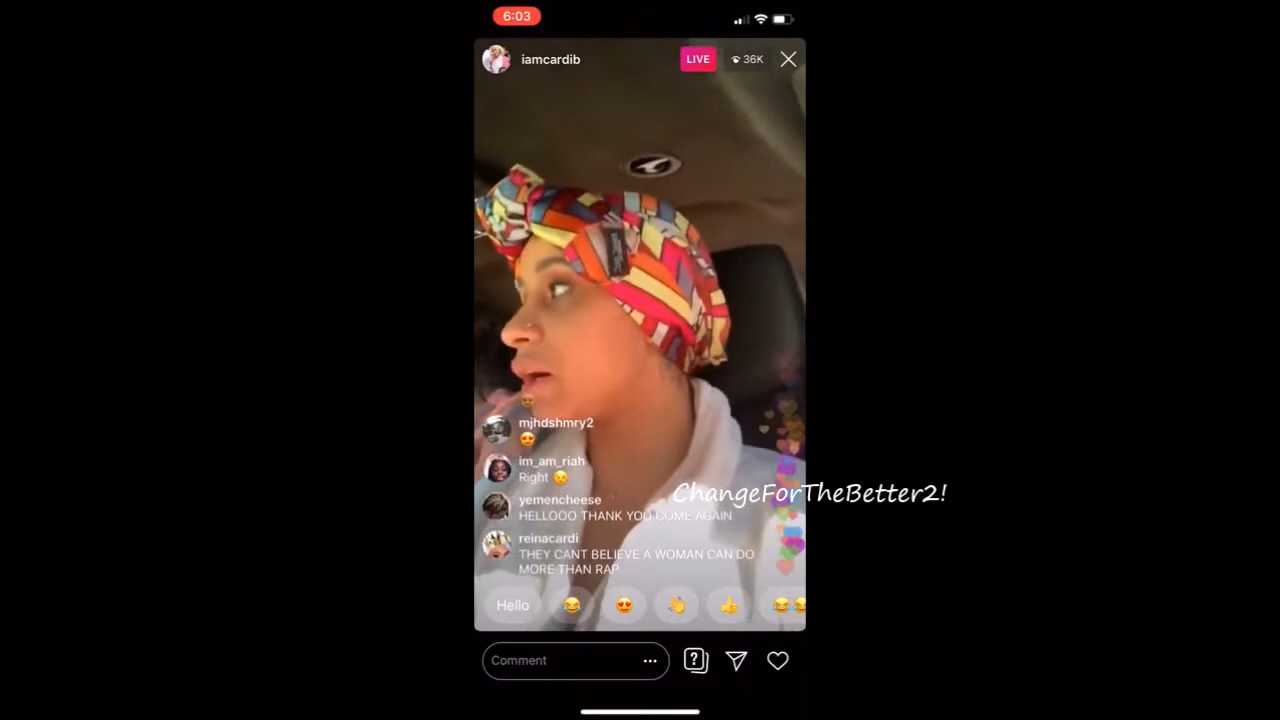 6:03
iamcardib
LIVE
36K
mjhdshmry2
im_am_riah
Right
yemencheese
HELLOOO THANK YOU COME AGAIN
reinacardi
THEY CANT BELIEVE A WOMAN CAN DO
MORE THAN RAP
ChangeForTheBetter2!
Hello
Comment